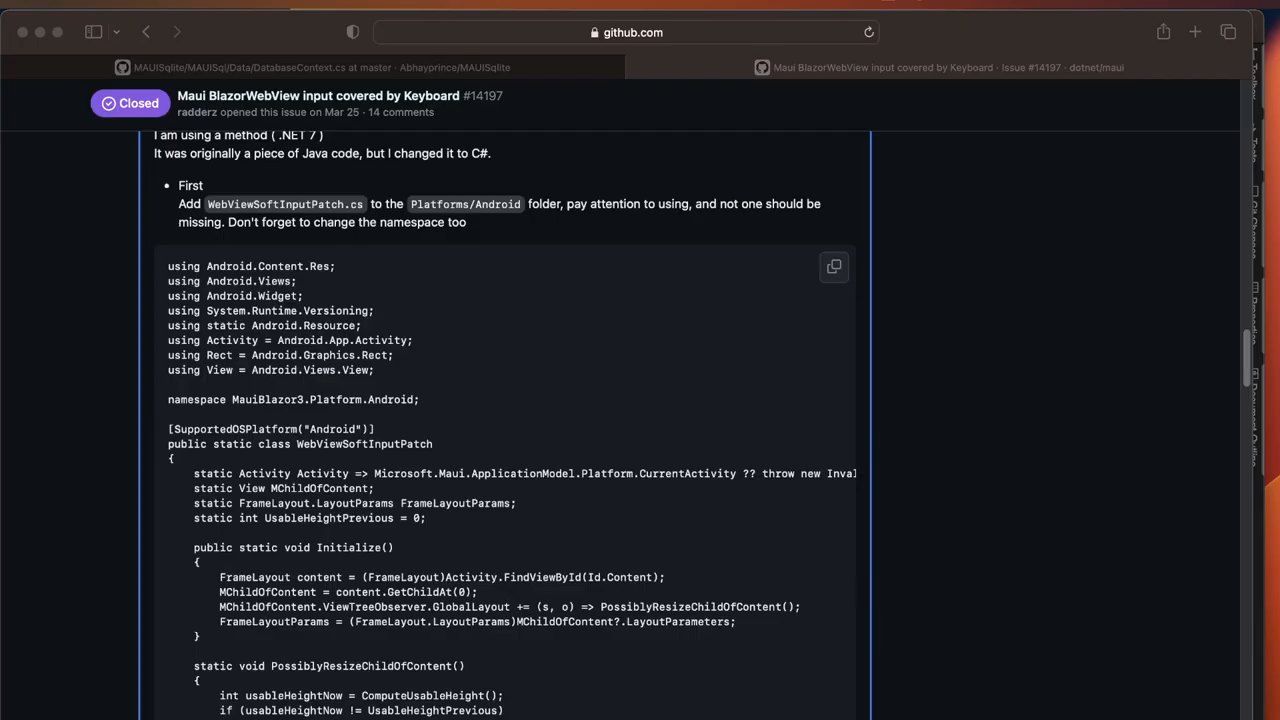 github.com
MAUISqlite/MAUISql/Data/DatabaseContext.cs at master · Abhayprince/MAUISqlite
Maui BlazorWebView input covered by Keyboard · Issue #14197 · dotnet/maui
Closed
Maui BlazorWebView input covered by Keyboard #14197
radderz opened this issue on Mar 25 · 14 comments
I am using a method ( .NET 7 )
It was originally a piece of Java code, but I changed it to C#.
• First
Add WebViewSoftInputPatch.cs to the Platforms/Android folder, pay attention to using, and not one should be
missing. Don't forget to change the namespace too
using Android.Content.Res;
using Android.Views;
using Android.Widget;
using System.Runtime.Versioning;
using static Android.Resource;
using Activity = Android.App.Activity;
using Rect = Android.Graphics.Rect;
using View = Android.Views.View;
namespace MauiBlazor3.Platform.Android;
[SupportedOSPlatform("Android")]
public static class WebViewSoftInputPatch
{
static Activity Activity => Microsoft.Maui.ApplicationModel.Platform.CurrentActivity ?? throw new Inval
static View MChildOfContent;
static FrameLayout.LayoutParams FrameLayoutParams;
static int UsableHeightPrevious = 0;
public static void Initialize()
{
FrameLayout content = (FrameLayout)Activity.FindViewById(Id.Content);
MChildOfContent = content.GetChildAt(0);
MChildOfContent.ViewTreeObserver.GlobalLayout += (s, o) => PossiblyResizeChildOfContent();
FrameLayoutParams = (FrameLayout.LayoutParams)MChildOfContent?.LayoutParameters;
}
static void PossiblyResizeChildOfContent()
{
int usableHeightNow = ComputeUsableHeight();
if (usableHeightNow != UsableHeightPrevious)